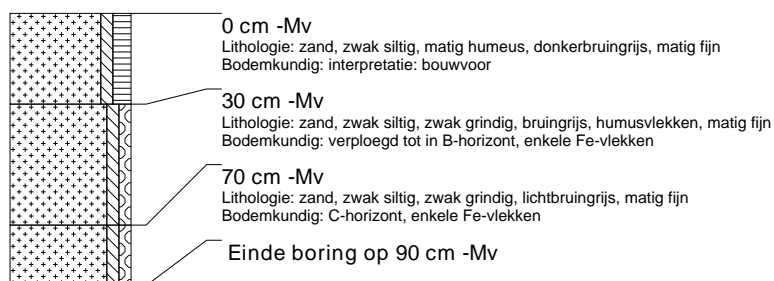 0 cm -Mv
Lithologie: zand, zwak siltig, matig humeus, donkerbruingrijs, matig fijn
Bodemkundig: interpretatie: bouwvoor
30 cm -Mv
Lithologie: zand, zwak siltig, zwak grindig, bruingrijs, humusvlekken, matig fijn
Bodemkundig: verploegd tot in B-horizont, enkele Fe-vlekken
70 cm -Mv
Lithologie: zand, zwak siltig, zwak grindig, lichtbruingrijs, matig fijn
Bodemkundig: C-horizont, enkele Fe-vlekken
Einde boring op 90 cm -Mv